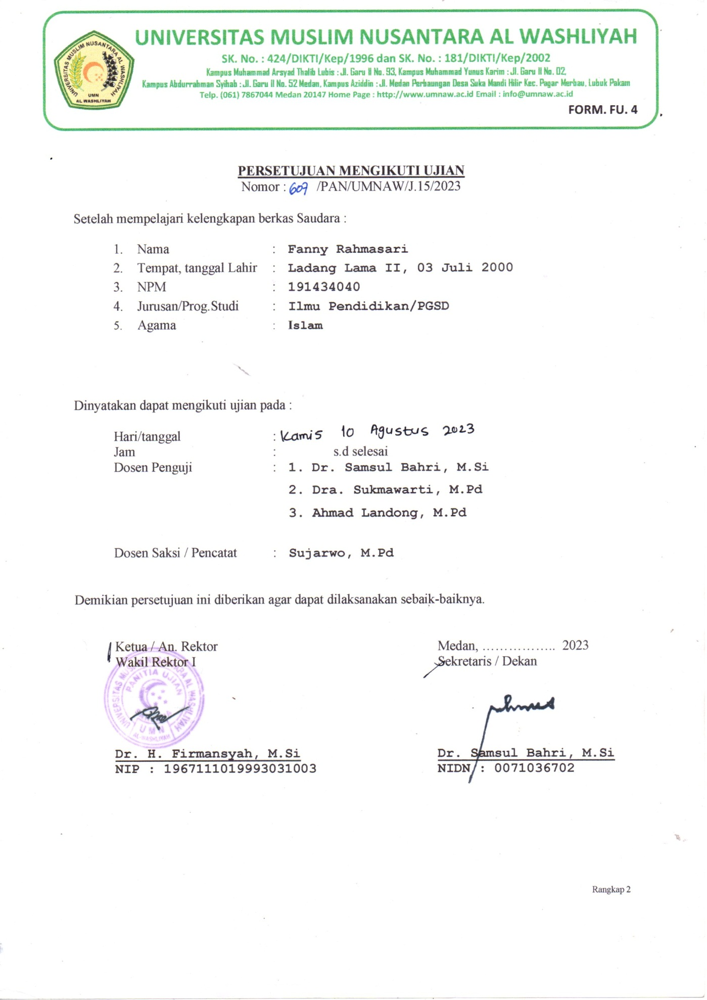 UNIVERSITAS MUSLIM NUSANTARA AL WASHLIYAH
SK. No. : 424/DIKTI/Kep/1996 dan SK. No. : 181/DIKTI/Kep/2002
Kampus Muhammad Arsyad Thalib Lubis : Jl. Garu II No. 93, Kampus Muhammad Yunus Karim : Jl. Garu II No. 02,
Kampus Abdurrahman Syihab : Jl. Garu II No. 52 Medan, Kampus Aziddin : Jl. Medan Perbaungan Desa Suka Mandi Hilir Kec. Pagar Merbau, Lubuk Pakam
Telp. (061) 7867044 Medan 20147 Home Page : http://www.umnaw.ac.id Email : info@umnaw.ac.id
FORM. FU. 4
UNIVERSITAS MUSLIM NUSANTARA AL WASHLIYAH
UMN
AL WASHLIYAH
PERSETUJUAN MENGIKUTI UJIAN
Nomor : 607 /PAN/UMNAW/J.15/2023
Setelah mempelajari kelengkapan berkas Saudara :
1. Nama : Fanny Rahmasari
2. Tempat, tanggal Lahir : Ladang Lama II, 03 Juli 2000
3. NPM : 191434040
4. Jurusan/Prog.Studi : Ilmu Pendidikan/PGSD
5. Agama : Islam
Dinyatakan dapat mengikuti ujian pada :
Hari/tanggal : Kamis 10 Agustus 2023
Jam : s.d selesai
Dosen Penguji : 1. Dr. Samsul Bahri, M.Si
2. Dra. Sukmawarti, M.Pd
3. Ahmad Landong, M.Pd
Dosen Saksi / Pencatat : Sujarwo, M.Pd
Demikian persetujuan ini diberikan agar dapat dilaksanakan sebaik-baiknya.
Ketua / An. Rektor
Wakil Rektor I
UNIVERSITAS MUSLIM NUSANTARA AL WASHLIYAH
PANITIA UJIAN
SARJANA
UMN
AL-WASHLIYAH
Dr. H. Firmansyah, M.Si
NIP : 1967111019993031003
Medan, ................. 2023
Sekretaris / Dekan
Dr. Samsul Bahri, M.Si
NIDN : 0071036702
Rangkap 2